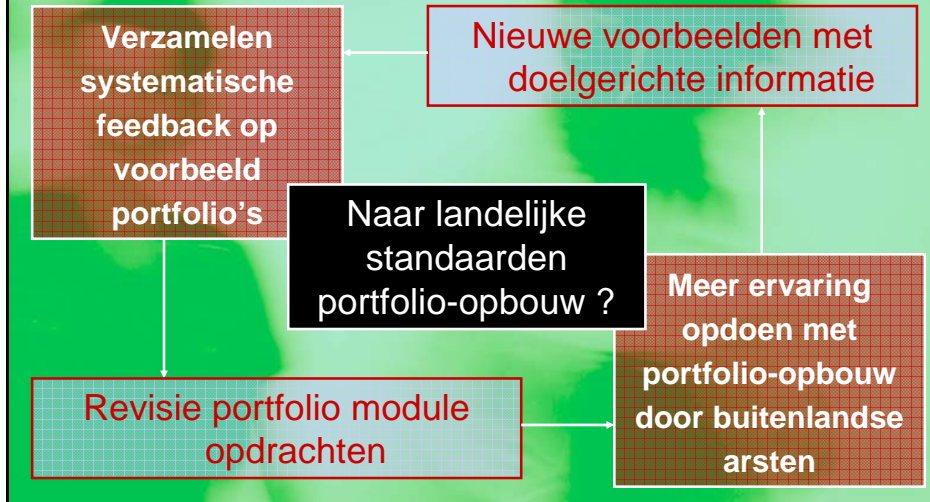 Verzamelen
systematische
feedback op
voorbeeld
portfolio's
Nieuwe voorbeelden met
doelgerichte informatie
Naar landelijke
standaarden
portfolio-opbouw ?
Meer ervaring
opdoen met
portfolio-opbouw
door buitenlandse
arsten
Revisie portfolio module
opdrachten